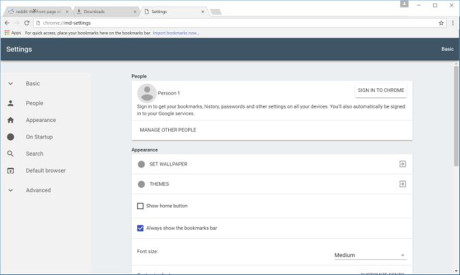 reddit: the front page o
Downloads
Settings
chrome://md-settings
Apps
For quick access, place your bookmarks here on the bookmarks bar. Import bookmarks now...
Settings
Basic
Basic
People
Appearance
On Startup
Search
Default browser
Advanced
People
Person 1
SIGN IN TO CHROME
Sign in to get your bookmarks, history, passwords and other settings on all your devices. You'll also automatically be signed
in to your Google services.
MANAGE OTHER PEOPLE
Appearance
SET WALLPAPER
THEMES
Show home button
Always show the bookmarks bar
Font size:
Medium